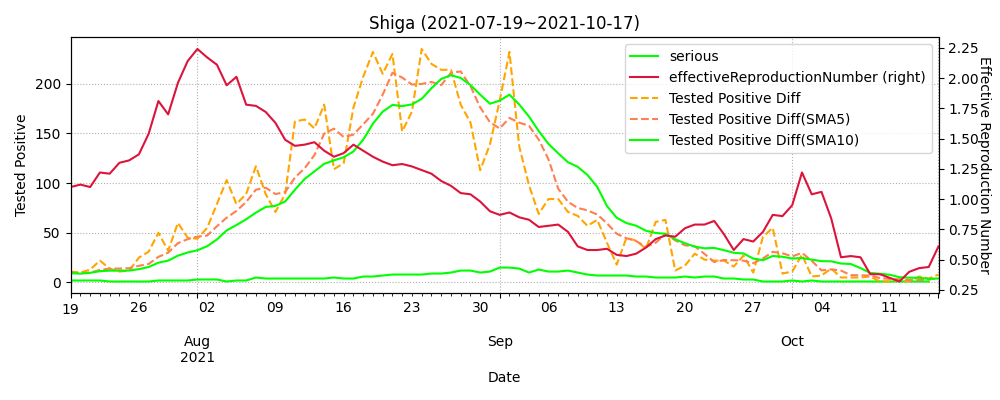 Shiga (2021-07-19~2021-10-17)
serious
effectiveReproductionNumber (right)
Tested Positive Diff
Tested Positive Diff(SMA5)
Tested Positive Diff(SMA10)
Tested Positive
200
150
100
50
0
Effective Reproduction Number
2.25
2.00
1.75
1.50
1.25
1.00
0.75
0.50
0.25
19 26 02 09 16 23 30 06 13 20 27 04 11
Aug Sep Oct
2021
Date